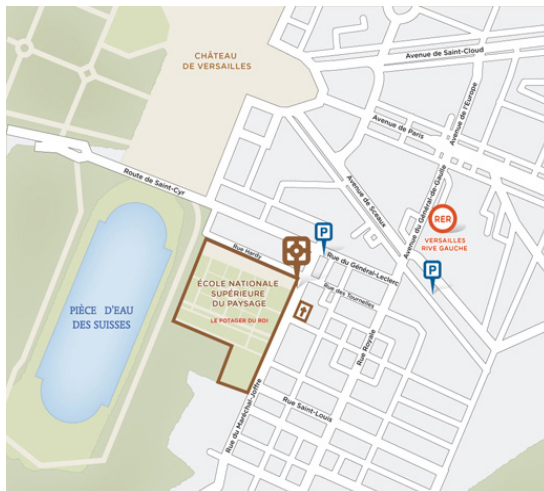 CHÂTEAU
DE VERSAILLES
Avenue de Saint-Cloud
Avenue de l'Europe
Avenue de Paris
Route de Saint-Cyr
Avenue de Sceaux
Avenue du Général-de-Gaulle
RER
VERSAILLES
RIVE GAUCHE
P
Rue Hardy
Rue du Général-Leclerc
P
ÉCOLE NATIONALE
SUPÉRIEURE
DU PAYSAGE
LE POTAGER DU ROI
Rue des Tournelles
PIÈCE D'EAU
DES SUISSES
Rue Royale
Rue du Maréchal-Joffre
Rue Saint-Louis